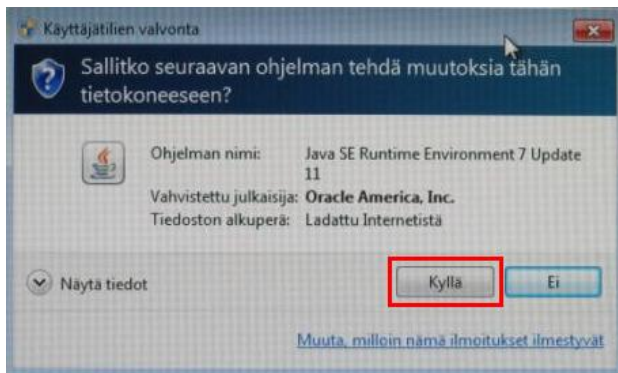 Käyttäjätilien valvonta
Sallitko seuraavan ohjelman tehdä muutoksia tähän
tietokoneeseen?
Ohjelman nimi: Java SE Runtime Environment 7 Update
11
Vahvistettu julkaisija: Oracle America, Inc.
Tiedoston alkuperä: Ladattu Internetistä
Näytä tiedot
Kyllä
Ei
Muuta, milloin nämä ilmoitukset ilmestyvät